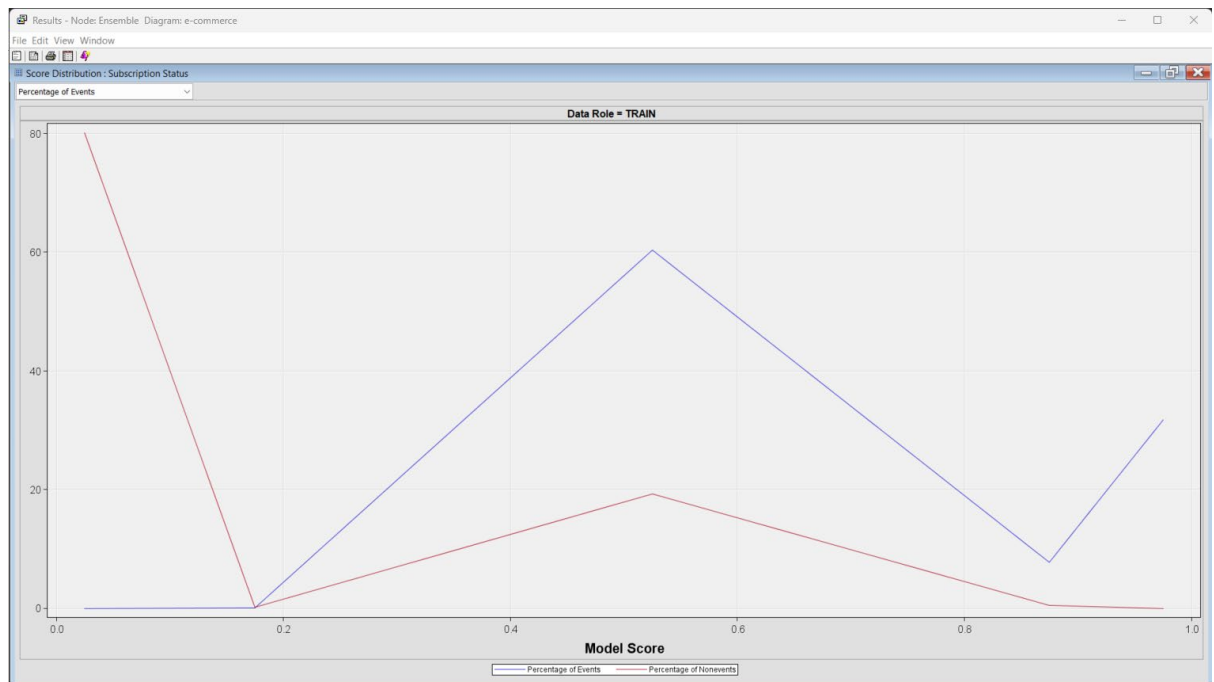 Results - Node: Ensemble Diagram: e-commerce
File Edit View Window
Score Distribution : Subscription Status
Percentage of Events
Data Role = TRAIN
80
60
40
20
0
0.0 0.2 0.4 0.6 0.8 1.0
Model Score
Percentage of Events Percentage of Nonevents